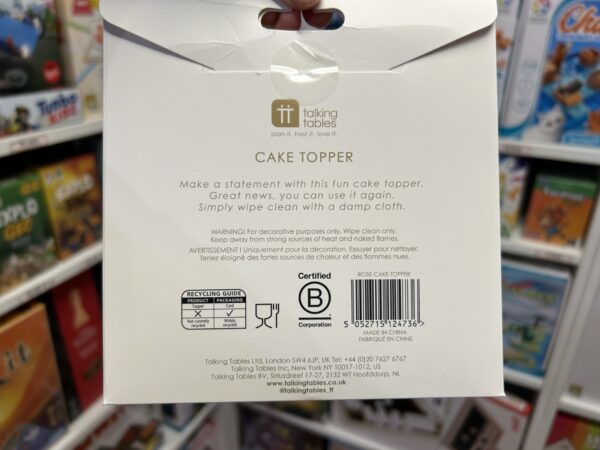 talking
tables
plan it. host it. love it.
CAKE TOPPER
Make a statement with this fun cake topper.
Great news, you can use it again.
Simply wipe clean with a damp cloth.
WARNING! For decorative purposes only. Wipe clean only.
Keep away from strong sources of heat and naked flames.
AVERTISSEMENT ! Uniquement pour la décoration. Essuyer pour nettoyer.
Tenez éloigné des fortes sources de chaleur et des flammes nues.
RECYCLING GUIDE
PRODUCT PACKAGING
Topper Card
Not currently recycled
Widely recycled
Certified
B
Corporation
ROSE-CAKE-TOPPER
5 052715 124736 >
MADE IN CHINA
FABRIQUÉ EN CHINE
Talking Tables Ltd, London SW4 6JP, UK Tel: +44 (0)20 7627 6767
Talking Tables Inc, New York NY 10017-1012, US
Talking Tables BV, Siriusdreef 17-27, 2132 WT Hoofddorp, NL
www.talkingtables.co.uk
@talkingtables_tt
Turbo
KIDS
EXPLO